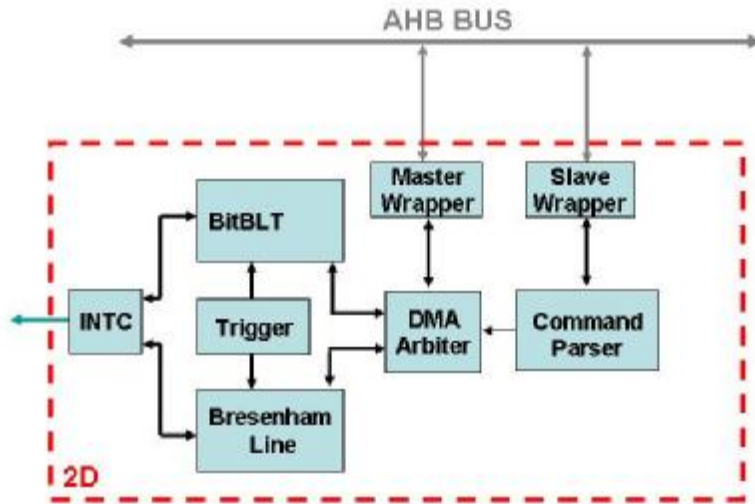 AHB BUS
Master
Wrapper
Slave
Wrapper
BitBLT
INTC
Trigger
DMA
Arbiter
Command
Parser
Bresenham
Line
2D